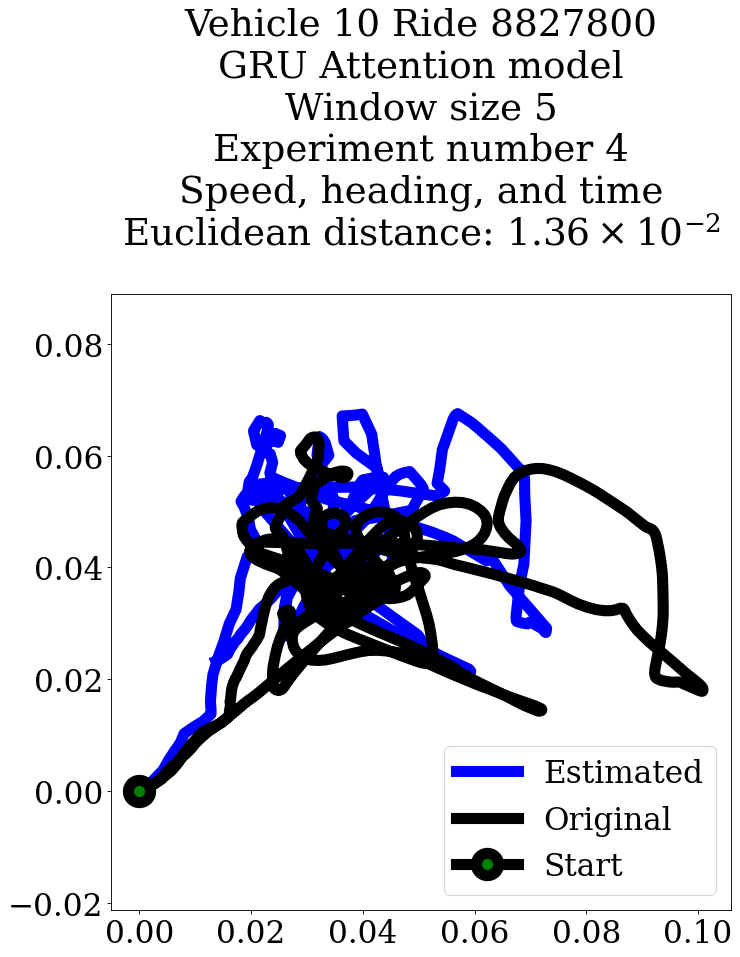 Vehicle 10 Ride 8827800
GRU Attention model
Window size 5
Experiment number 4
Speed, heading, and time
Euclidean distance: 1.36 × 10⁻²
0.08
0.06
0.04
0.02
0.00
−0.02
Estimated
Original
Start
0.00 0.02 0.04 0.06 0.08 0.10